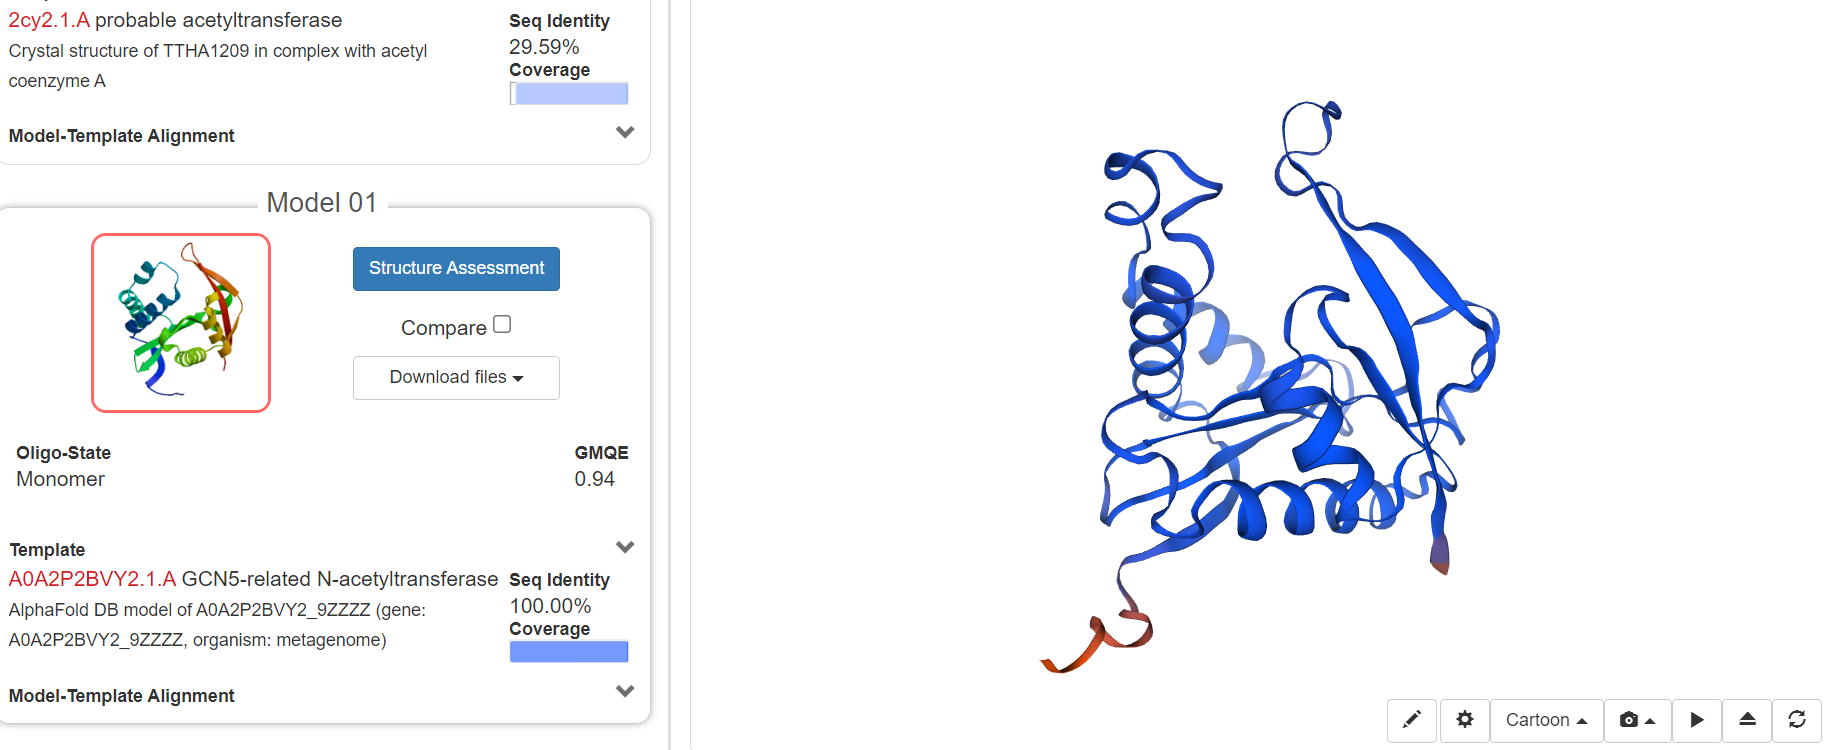 2cy2.1.A probable acetyltransferase
Seq Identity
Crystal structure of TTHA1209 in complex with acetyl
29.59%
coenzyme A
Coverage
Model-Template Alignment
Model 01
Structure Assessment
Compare
Download files
Oligo-State
GMQE
Monomer
0.94
Template
A0A2P2BVY2.1.A GCN5-related N-acetyltransferase
Seq Identity
AlphaFold DB model of A0A2P2BVY2_9ZZZZ (gene:
100.00%
A0A2P2BVY2_9ZZZZ, organism: metagenome)
Coverage
Model-Template Alignment
Cartoon